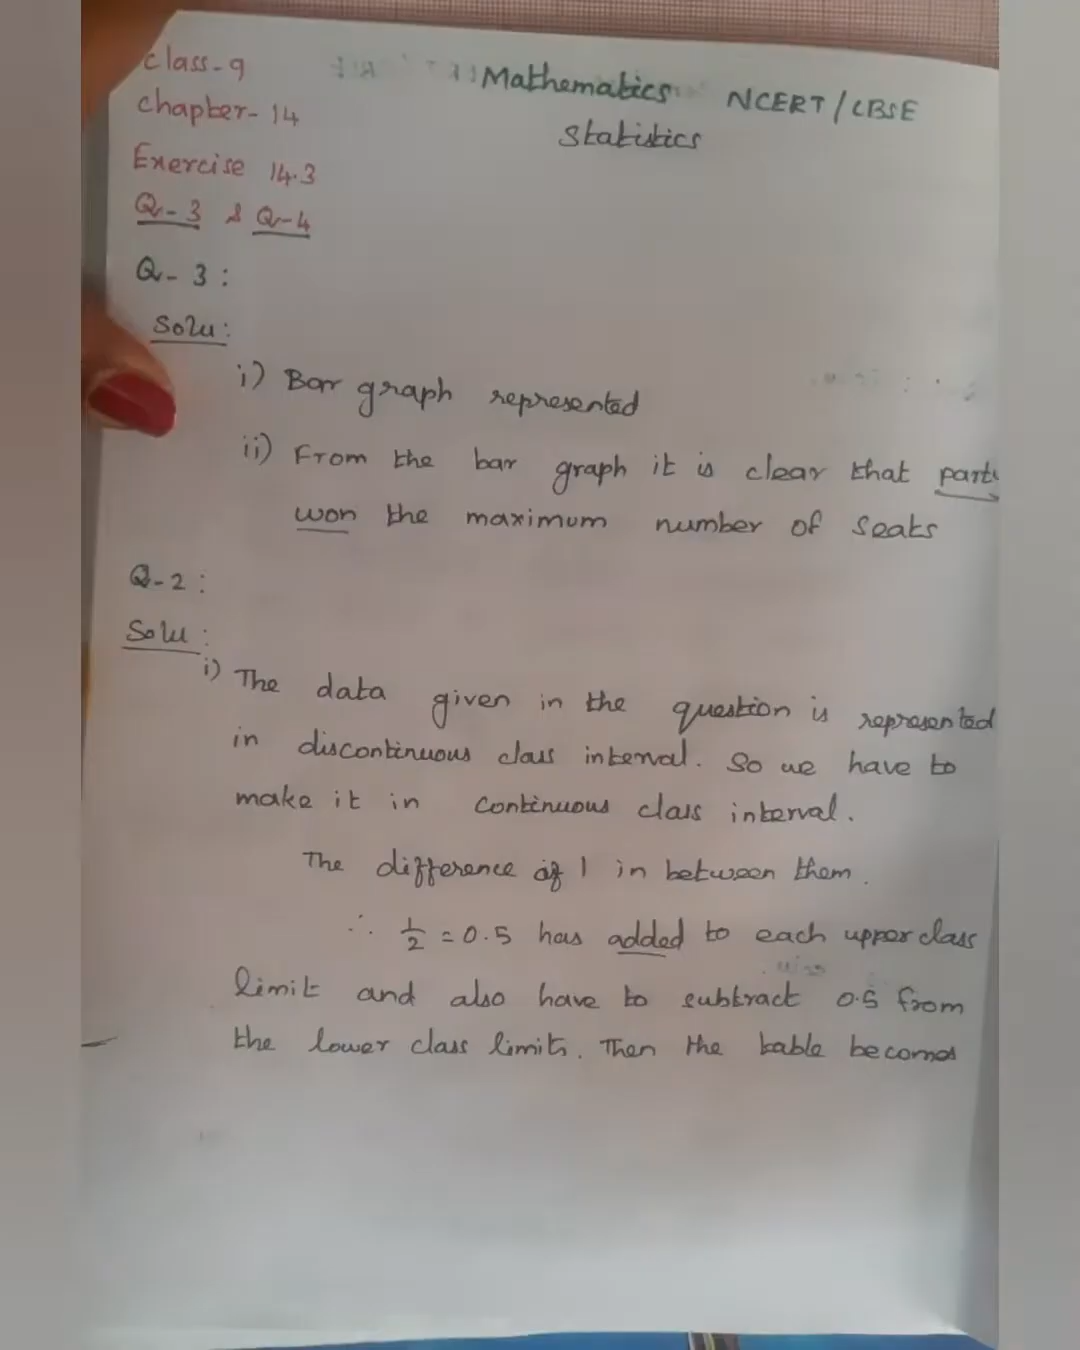 class-9
Mathematics NCERT/CBSE
chapter-14
Statistics
Exercise 14.3
Q-3 & Q-4
Q-3:
Solu:
i) Bar graph represented
ii) From the bar graph it is clear that
won the maximum number of seats
Q-2:
Solu:
i) The data given in the question is represented
in discontinuous class interval. So we have to
make it in continuous class interval.
The difference of 1 in between them.
∴ 1/2 = 0.5 has added to each upper class
limit and also have to subtract 0.5 from
the lower class limits. Then the table becomes